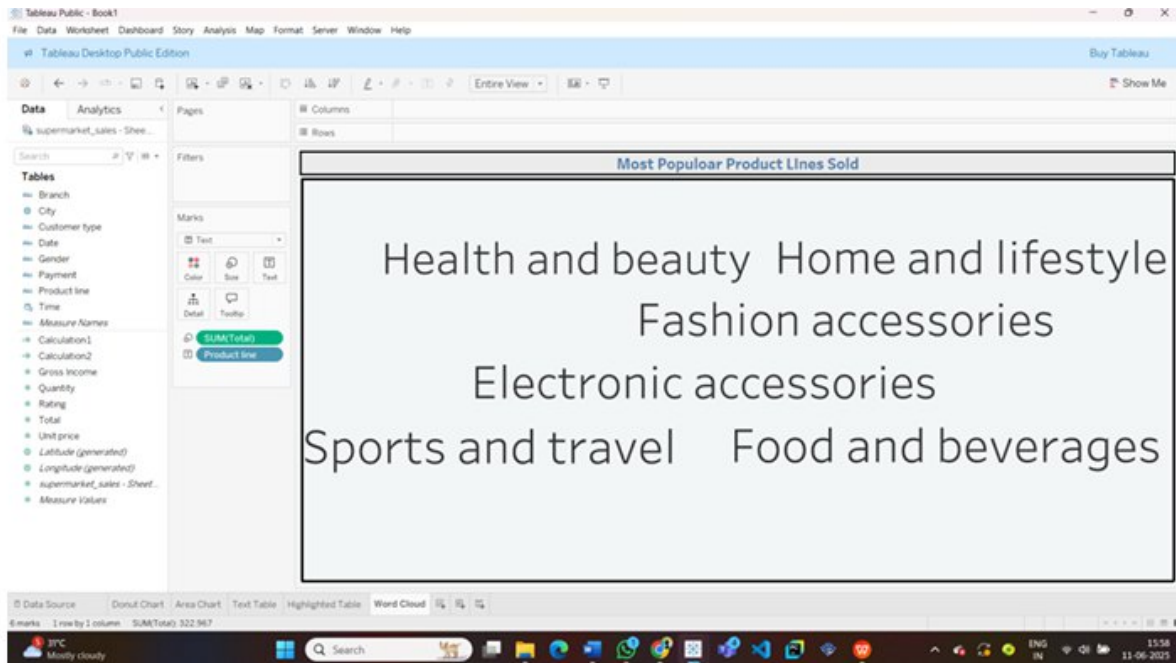 Tableau Public - Book1
File Data Worksheet Dashboard Story Analysis Map Format Server Window Help
Tableau Desktop Public Edition Buy Tableau
Entire View Show Me
Data Analytics Pages Columns
supermarket_sales - Shee... Rows
Search Filters
Most Populoar Product LInes Sold
Tables
Branch
City
Customer type
Date
Gender
Payment
Product line
Time
Measure Names
Calculation1
Calculation2
Gross Income
Quantity
Rating
Total
Unit price
Latitude (generated)
Longitude (generated)
supermarket_sales - Sheet...
Measure Values
Marks
Text
Color Size Text
Detail Tooltip
SUM(Total)
Product line
Health and beauty Home and lifestyle
Fashion accessories
Electronic accessories
Sports and travel Food and beverages
Data Source Donut Chart Area Chart Text Table Highlighted Table Word Cloud
6 marks 1 row by 1 column SUM(Total): 322,967
31°C
Mostly cloudy
Search
ENG
IN
15:58
11-06-2025